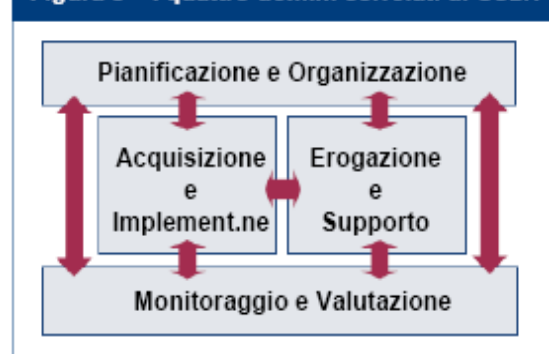 Pianificazione e Organizzazione
Acquisizione
e
Implement.ne
Erogazione
e
Supporto
Monitoraggio e Valutazione